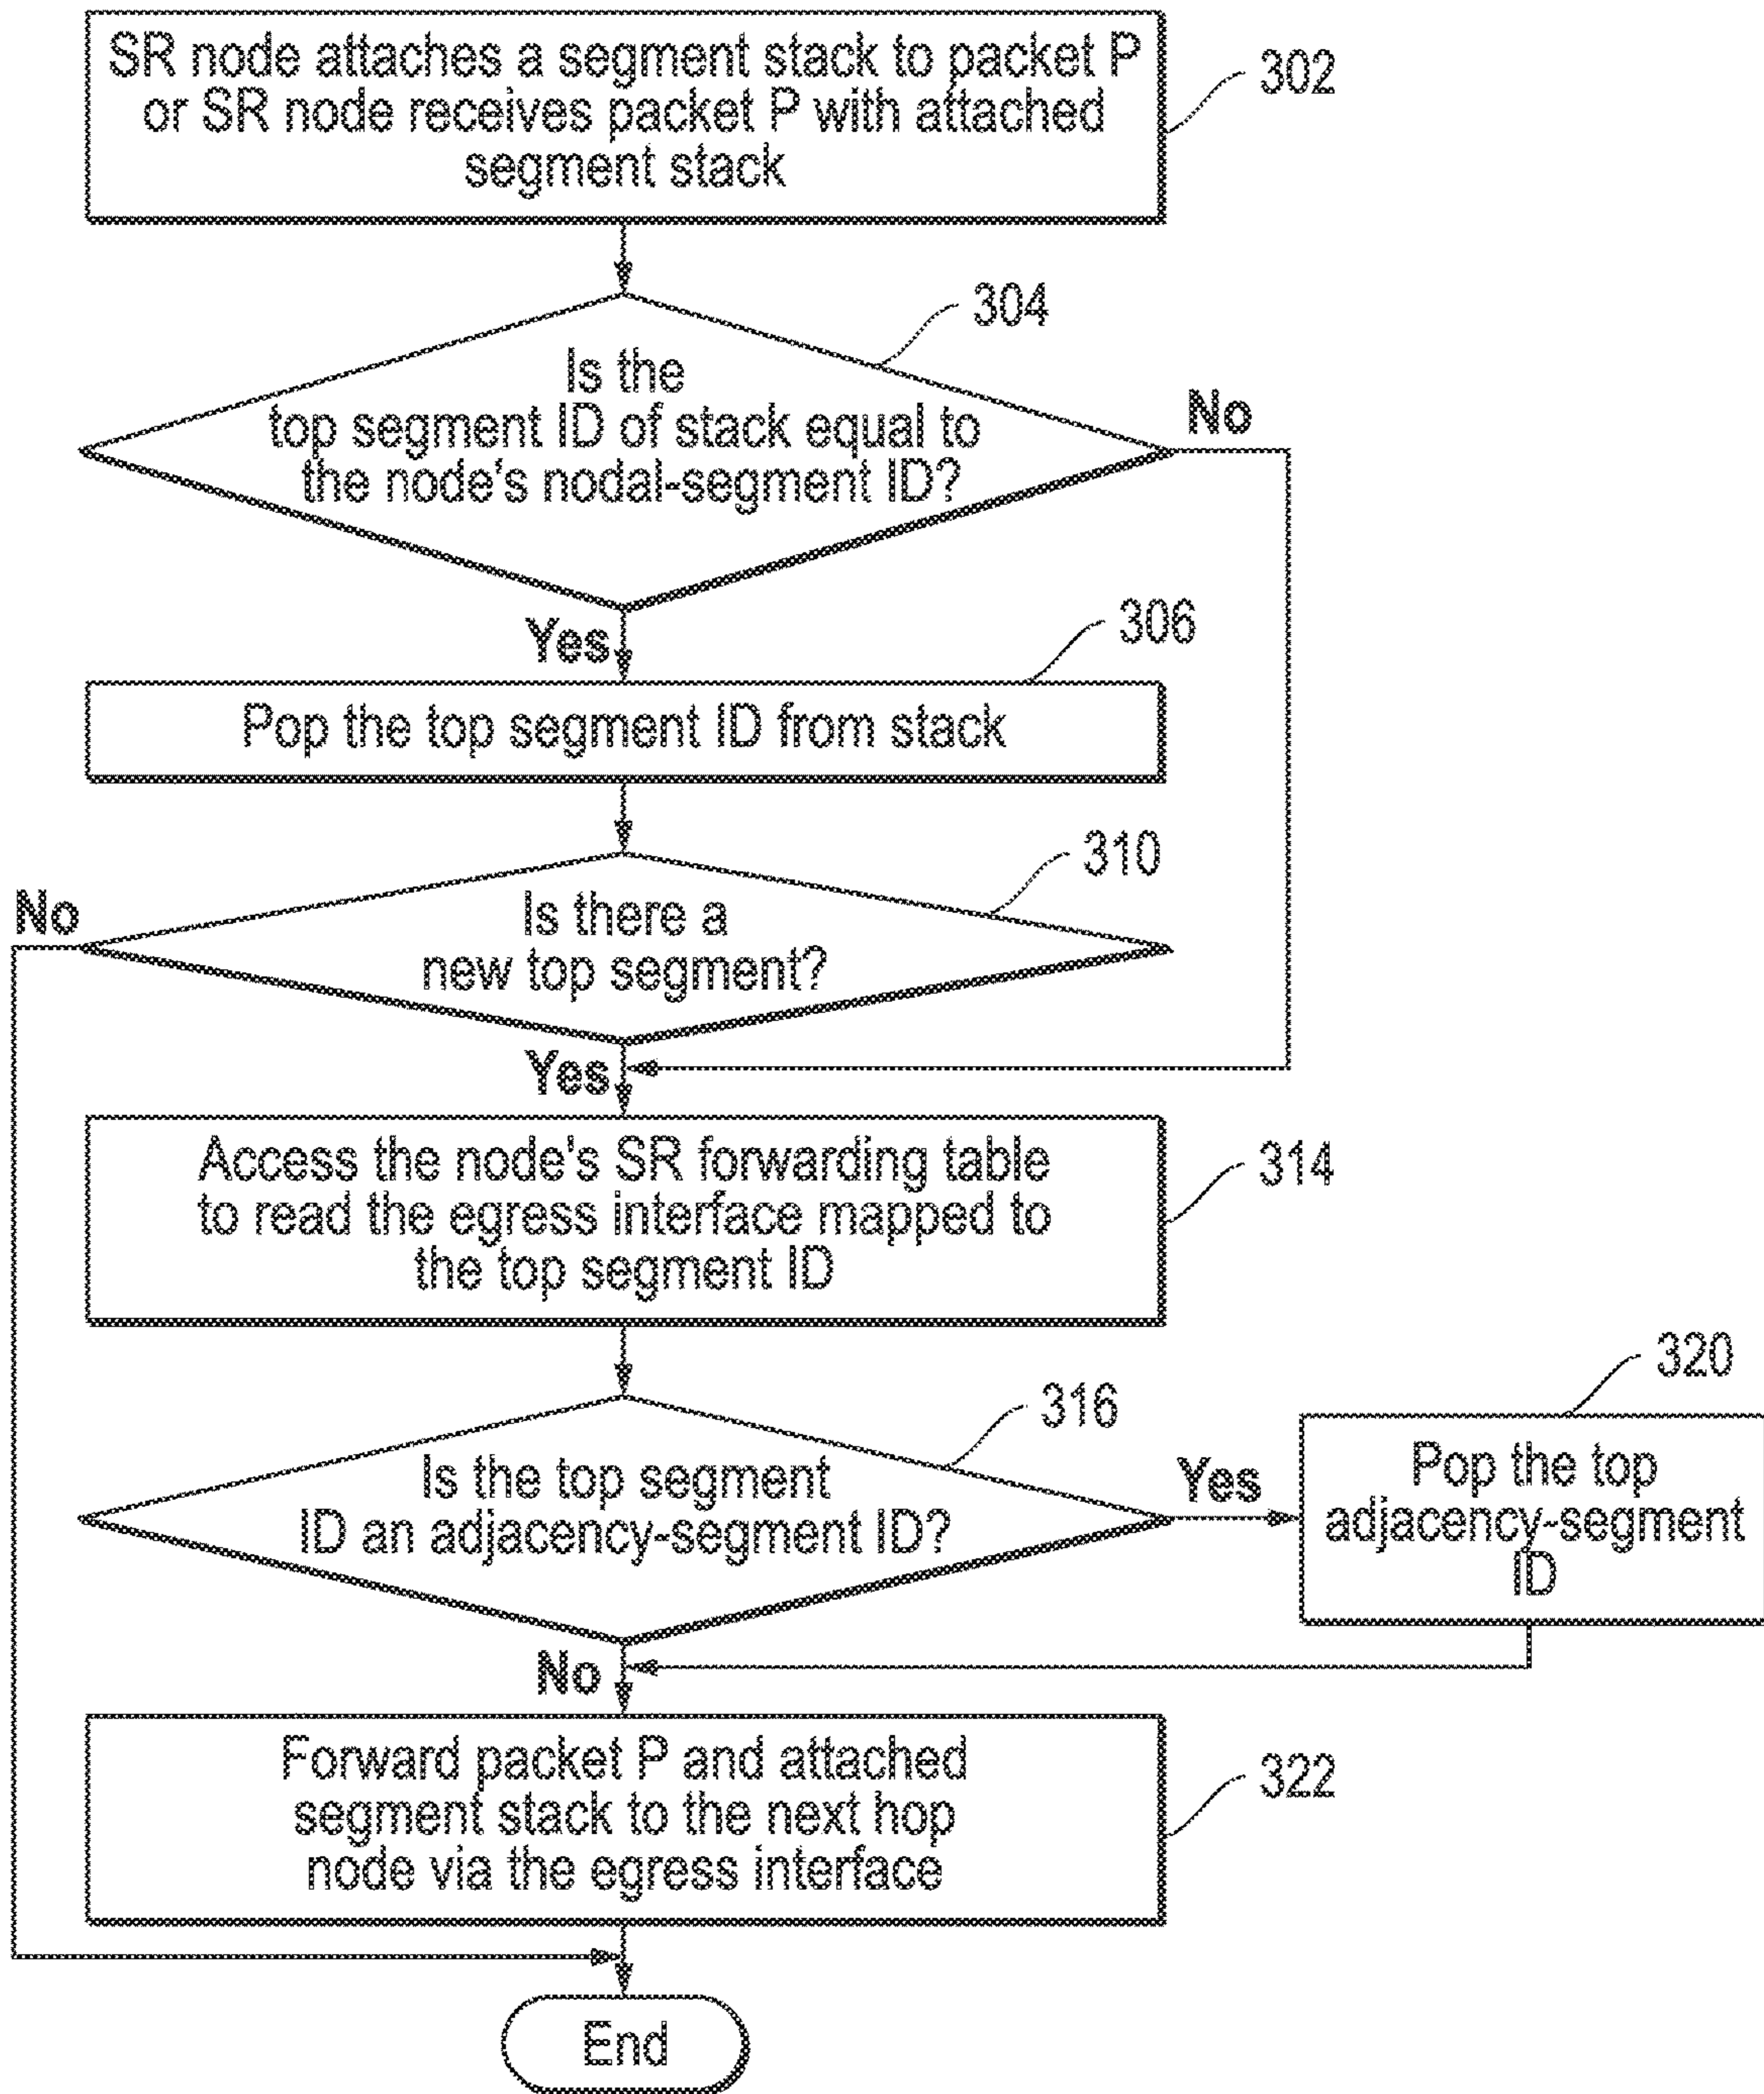 SR node attaches a segment stack to packet P
or SR node receives packet P with attached
segment stack
302
304
Is the
top segment ID of stack equal to
the node's nodal-segment ID?
No
Yes
306
Pop the top segment ID from stack
310
No
Is there a
new top segment?
Yes
Access the node's SR forwarding table
to read the egress interface mapped to
the top segment ID
314
316
Is the top segment
ID an adjacency-segment ID?
Yes
320
Pop the top
adjacency-segment
ID
No
Forward packet P and attached
segment stack to the next hop
node via the egress interface
322
End